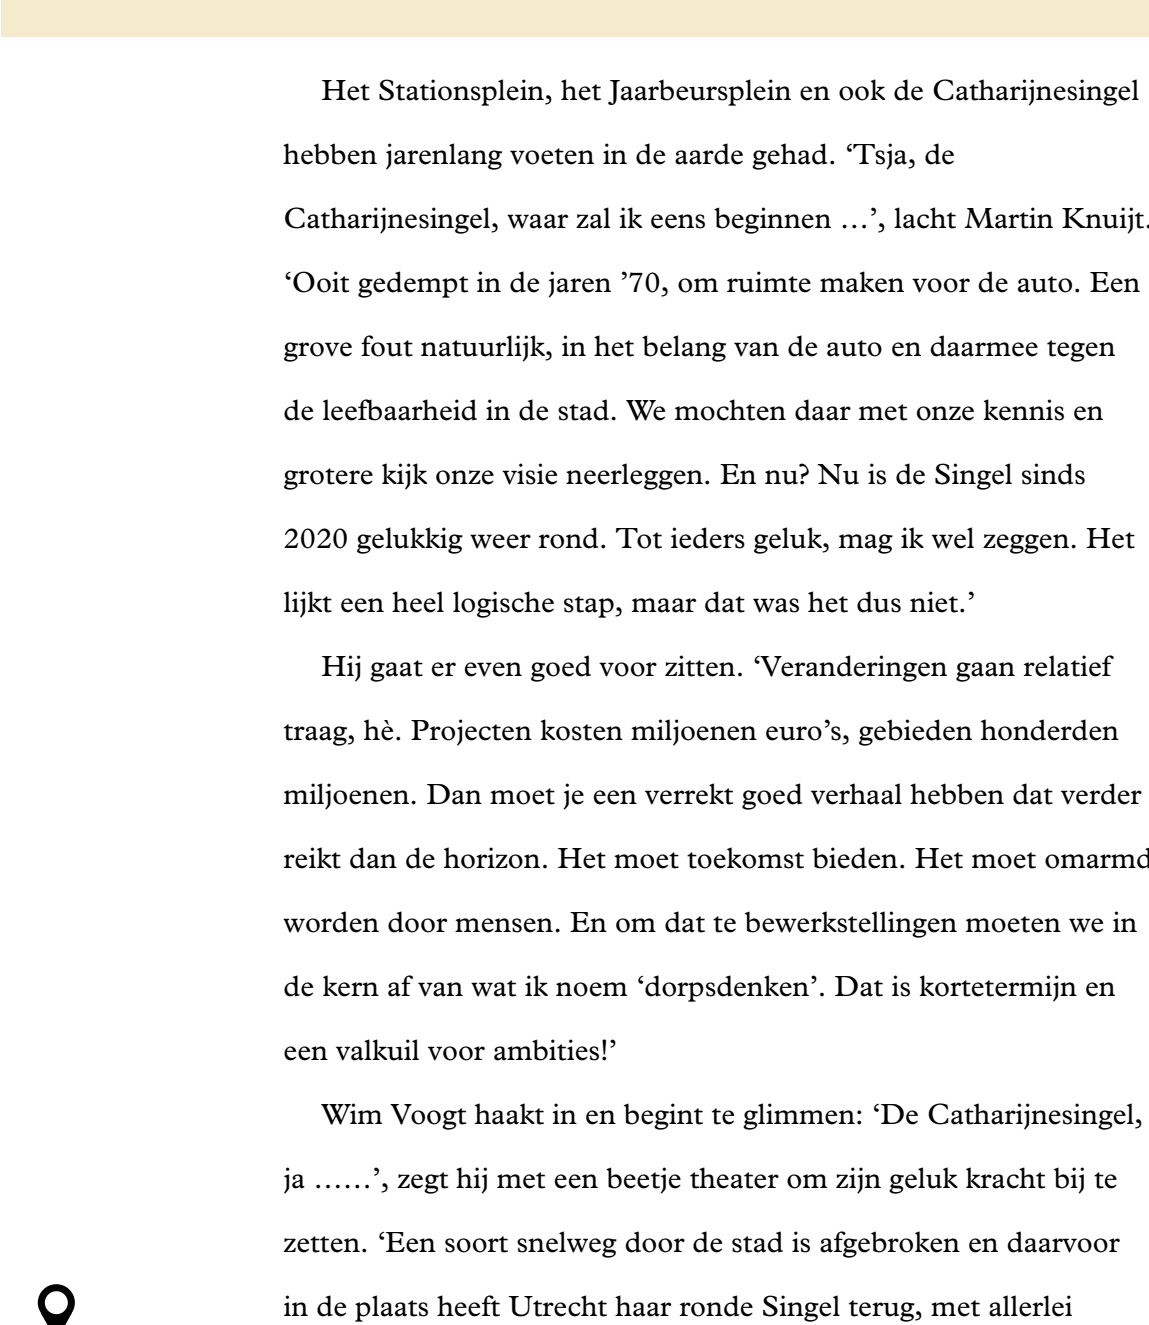 Het Stationsplein, het Jaarbeursplein en ook de Catharijnesingel
hebben jarenlang voeten in de aarde gehad. ‘Tsja, de
Catharijnesingel, waar zal ik eens beginnen …’, lacht Martin Knuijt.
‘Ooit gedempt in de jaren ’70, om ruimte maken voor de auto. Een
grove fout natuurlijk, in het belang van de auto en daarmee tegen
de leefbaarheid in de stad. We mochten daar met onze kennis en
grotere kijk onze visie neerleggen. En nu? Nu is de Singel sinds
2020 gelukkig weer rond. Tot ieders geluk, mag ik wel zeggen. Het
lijkt een heel logische stap, maar dat was het dus niet.’
Hij gaat er even goed voor zitten. ‘Veranderingen gaan relatief
traag, hè. Projecten kosten miljoenen euro’s, gebieden honderden
miljoenen. Dan moet je een verrekt goed verhaal hebben dat verder
reikt dan de horizon. Het moet toekomst bieden. Het moet omarmd
worden door mensen. En om dat te bewerkstellingen moeten we in
de kern af van wat ik noem ‘dorpsdenken’. Dat is kortetermijn en
een valkuil voor ambities!’
Wim Voogt haakt in en begint te glimmen: ‘De Catharijnesingel,
ja ……’, zegt hij met een beetje theater om zijn geluk kracht bij te
zetten. ‘Een soort snelweg door de stad is afgebroken en daarvoor
in de plaats heeft Utrecht haar ronde Singel terug, met allerlei